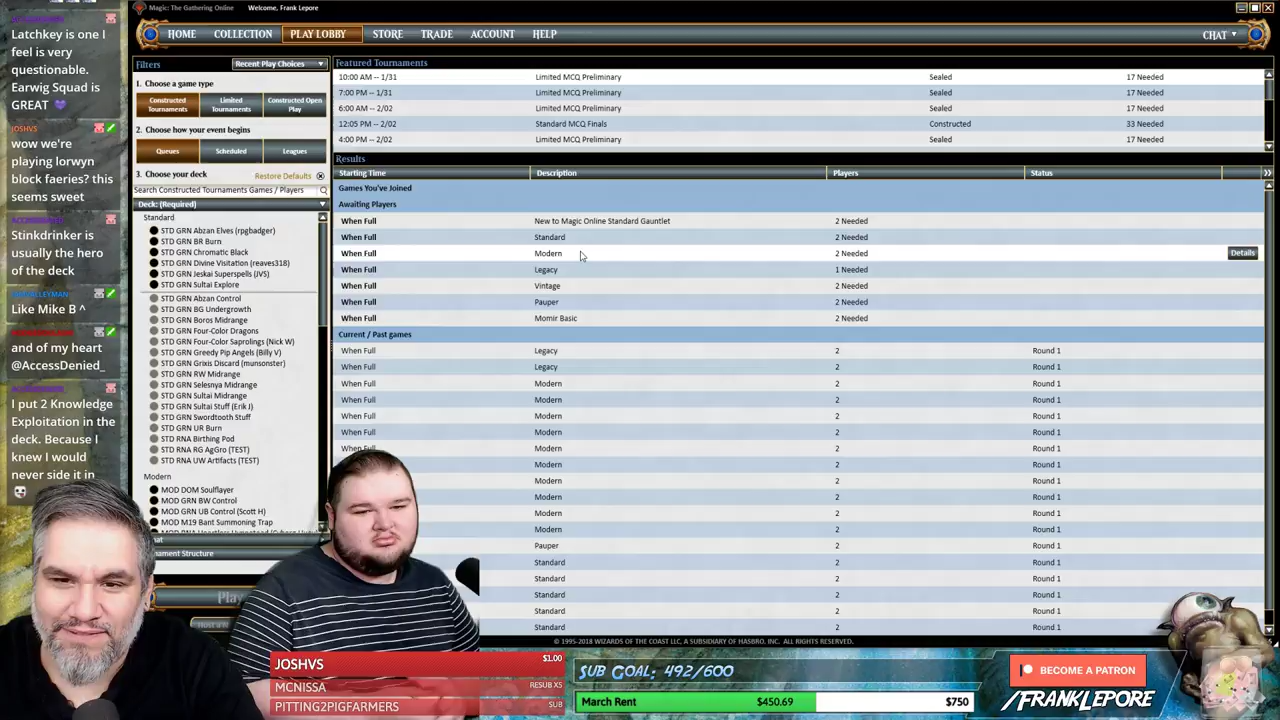 Latchkey is one I
feel is very
questionable.
Earwig Squad is
GREAT
JOSHVS
wow we're
playing lorwyn
block faeries? this
seems sweet
Stinkdrinker is
usually the hero
of the deck
Like Mike B ^
and of my heart
@AccessDenied_
I put 2 Knowledge
Exploitation in the
deck. Because I
knew I would
never side it in
Magic: The Gathering Online Welcome, Frank Lepore
HOME COLLECTION PLAY LOBBY STORE TRADE ACCOUNT HELP CHAT
Filters Recent Play Choices
1. Choose a game type
Constructed Tournaments Limited Tournaments Constructed Open Play
2. Choose how your event begins
Queues Scheduled Leagues
3. Choose your deck Restore Defaults
Search Constructed Tournaments Games / Players
Deck: (Required)
Standard
STD GRN Abzan Elves (rpgbadger)
STD GRN BR Burn
STD GRN Chromatic Black
STD GRN Divine Visitation (reaves318)
STD GRN Jeskai Superspells (JVS)
STD GRN Sultai Explore
STD GRN Abzan Control
STD GRN BG Undergrowth
STD GRN Boros Midrange
STD GRN Four-Color Dragons
STD GRN Four-Color Saprolings (Nick W)
STD GRN Greedy Pip Angels (Billy V)
STD GRN Grixis Discard (munsonster)
STD GRN RW Midrange
STD GRN Selesnya Midrange
STD GRN Sultai Midrange
STD GRN Sultai Stuff (Erik J)
STD GRN Swordtooth Stuff
STD GRN UR Burn
STD RNA Birthing Pod
STD RNA RG AgGro (TEST)
STD RNA UW Artifacts (TEST)
Modern
MOD DOM Soulflayer
MOD GRN BW Control
MOD GRN UB Control (Scott H)
MOD M19 Bant Summoning Trap
Featured Tournaments
10:00 AM -- 1/31 Limited MCQ Preliminary Sealed 17 Needed
7:00 PM -- 1/31 Limited MCQ Preliminary Sealed 17 Needed
6:00 AM -- 2/02 Limited MCQ Preliminary Sealed 17 Needed
12:05 PM -- 2/02 Standard MCQ Finals Constructed 33 Needed
4:00 PM -- 2/02 Limited MCQ Preliminary Sealed 17 Needed
Results
Starting Time Description Players Status
Games You've Joined
Awaiting Players
When Full New to Magic Online Standard Gauntlet 2 Needed
When Full Standard 2 Needed
When Full Modern 2 Needed Details
When Full Legacy 1 Needed
When Full Vintage 2 Needed
When Full Pauper 2 Needed
When Full Momir Basic 2 Needed
Current / Past games
When Full Legacy 2 Round 1
When Full Legacy 2 Round 1
When Full Modern 2 Round 1
When Full Modern 2 Round 1
When Full Modern 2 Round 1
When Full Modern 2 Round 1
When Full Modern 2 Round 1
Modern 2 Round 1
Modern 2 Round 1
Modern 2 Round 1
Modern 2 Round 1
Modern 2 Round 1
Pauper 2 Round 1
Standard 2 Round 1
Standard 2 Round 1
Standard 2 Round 1
Standard 2 Round 1
Standard 2 Round 1
© 1995-2018 WIZARDS OF THE COAST LLC, A SUBSIDIARY OF HASBRO, INC. ALL RIGHTS RESERVED.
JOSHVS $1.00
MCNISSA RESUB X5
PITTING2PIGFARMERS SUB
SUB GOAL: 492/600
March Rent $450.69 $750
BECOME A PATRON
/FRANKLEPORE